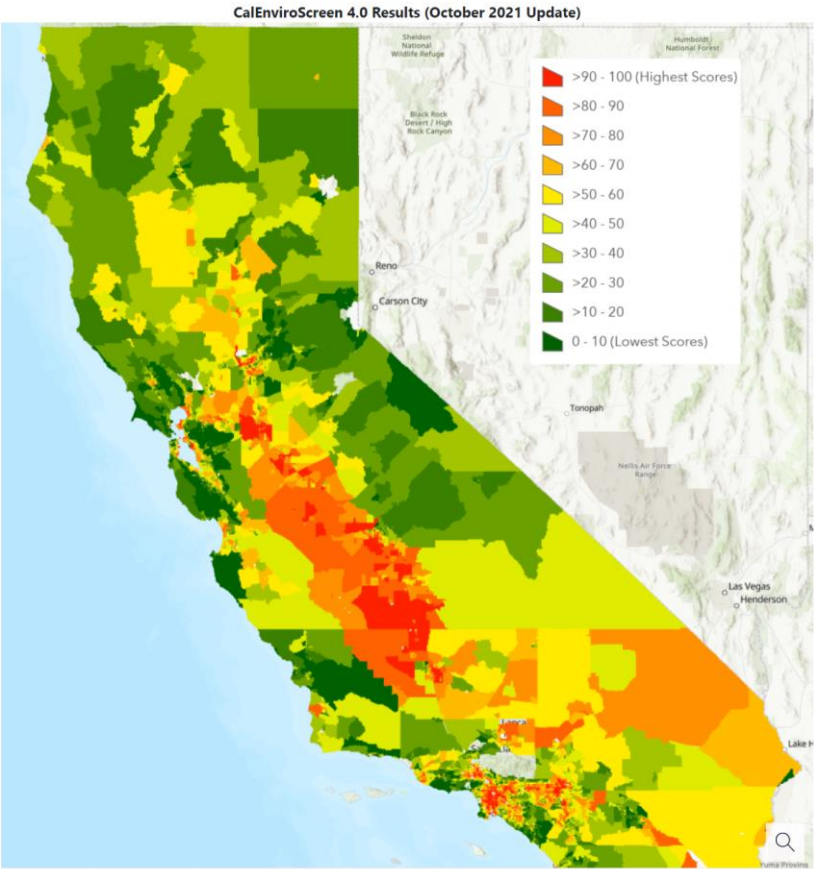 CalEnviroScreen 4.0 Results (October 2021 Update)
Sheldon
National
Wildlife Refuge
Humboldt
National Forest
>90 - 100 (Highest Scores)
>80 - 90
Black Rock
Desert / High
Rock Canyon
>70 - 80
>60 - 70
>50 - 60
>40 - 50
>30 - 40
Reno
>20 - 30
Carson City
>10 - 20
0 - 10 (Lowest Scores)
Tonopah
Nellis Air Force
Range
Las Vegas
Henderson
Lanca
Lake H